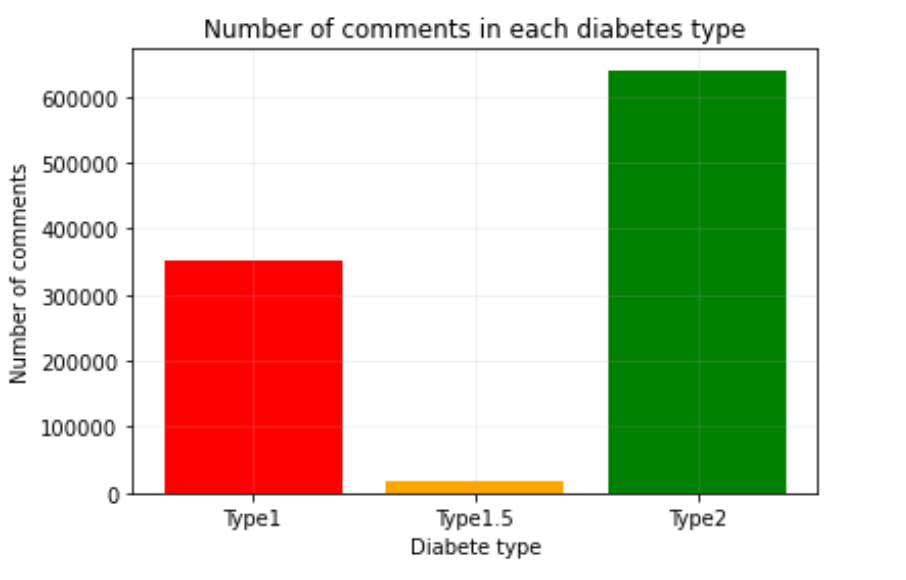 Number of comments in each diabetes type
Number of comments
600000
500000
400000
300000
200000
100000
0
Type1 Type1.5 Type2
Diabete type